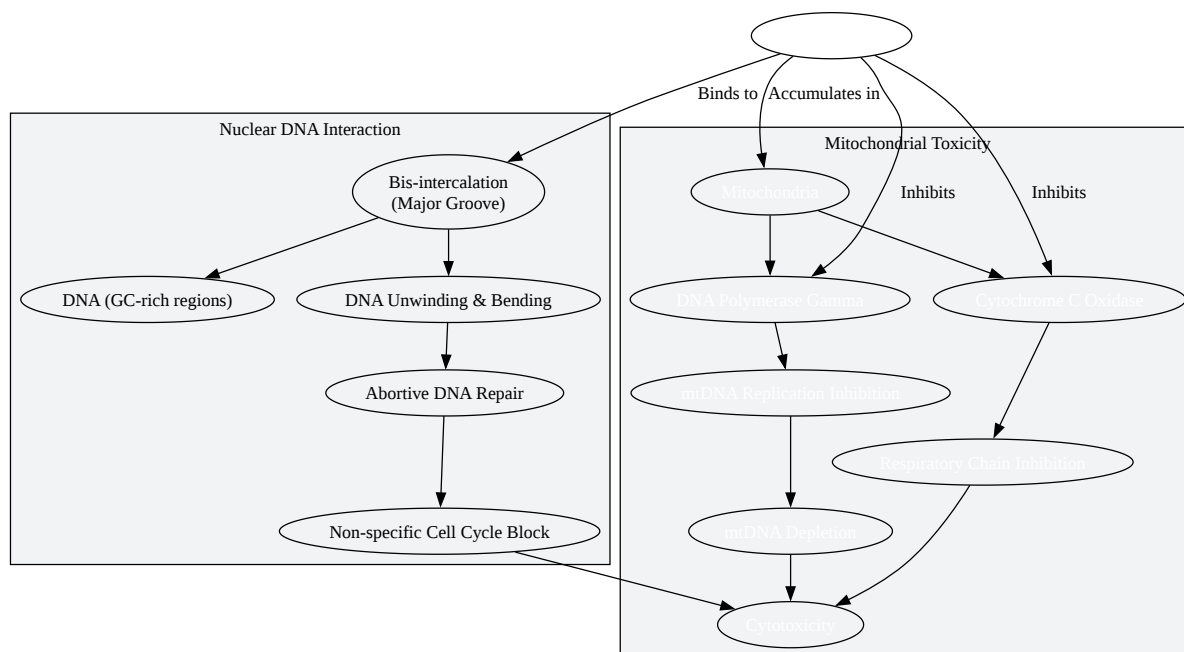 Binds to
Accumulates in
Nuclear DNA Interaction
Mitochondrial Toxicity
Bis-intercalation
(Major Groove)
Mitochondria
Inhibits
Inhibits
DNA (GC-rich regions)
DNA Unwinding & Bending
DNA Polymerase Gamma
Cytochrome C Oxidase
Abortive DNA Repair
mtDNA Replication Inhibition
Respiratory Chain Inhibition
Non-specific Cell Cycle Block
mtDNA Depletion
Cytotoxicity